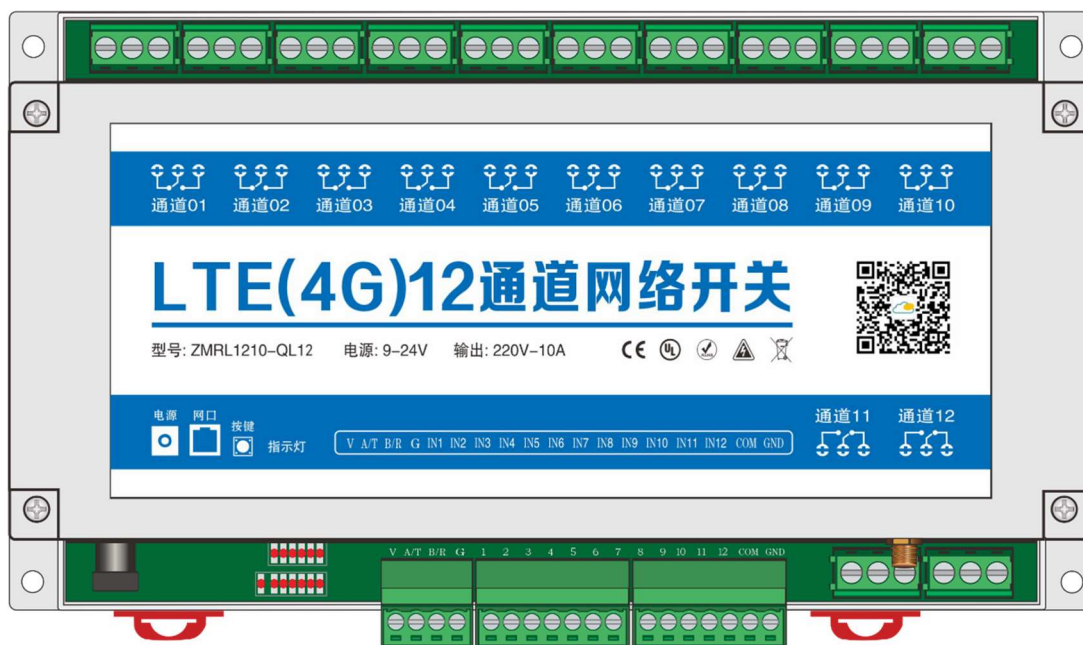 通道01 通道02 通道03 通道04 通道05 通道06 通道07 通道08 通道09 通道10
LTE(4G)12通道网络开关
型号: ZMRL1210-QL12 电源: 9-24V 输出: 220V-10A
电源 网口 按键 指示灯
V A/T B/R G IN1 IN2 IN3 IN4 IN5 IN6 IN7 IN8 IN9 IN10 IN11 IN12 COM GND
通道11 通道12
V A/T B/R G 1 2 3 4 5 6 7 8 9 10 11 12 COM GND